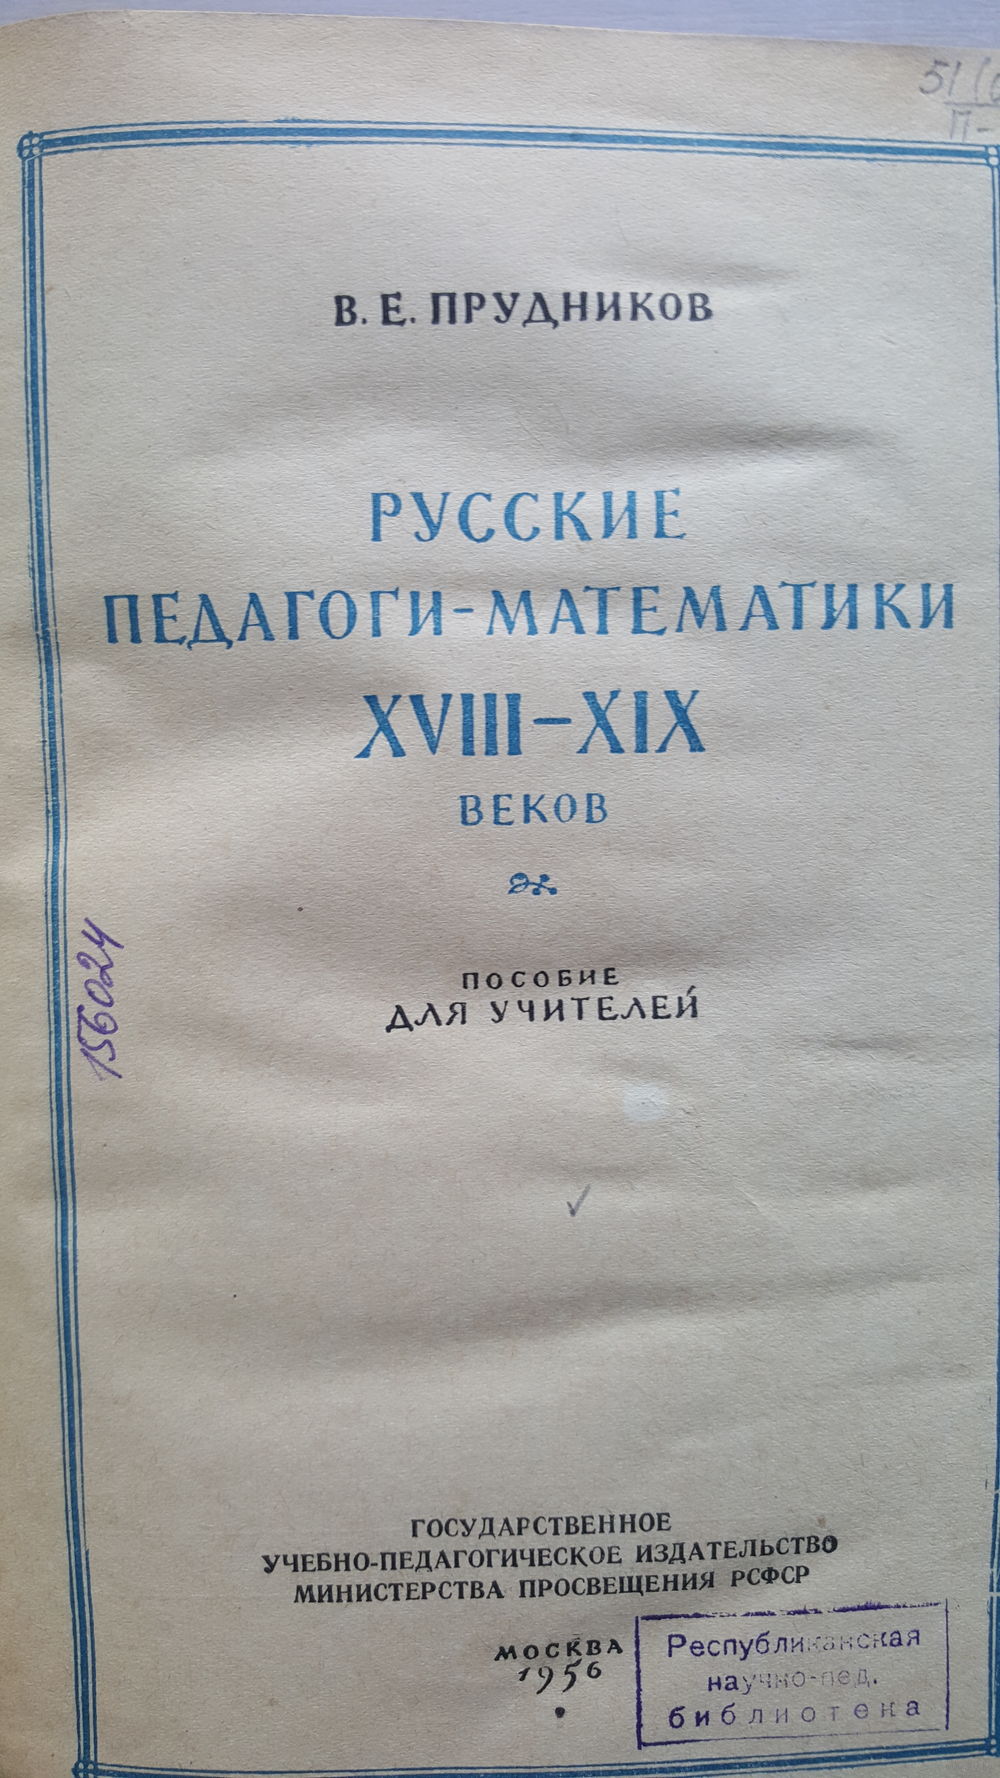 51 (
П-
В. Е. ПРУДНИКОВ
РУССКИЕ
ПЕДАГОГИ-МАТЕМАТИКИ
XVIII–XIX
ВЕКОВ
156024
ПОСОБИЕ
ДЛЯ УЧИТЕЛЕЙ
ГОСУДАРСТВЕННОЕ
УЧЕБНО-ПЕДАГОГИЧЕСКОЕ ИЗДАТЕЛЬСТВО
МИНИСТЕРСТВА ПРОСВЕЩЕНИЯ РСФСР
МОСКВА
1956
Республиканская
научно-пед.
библиотека